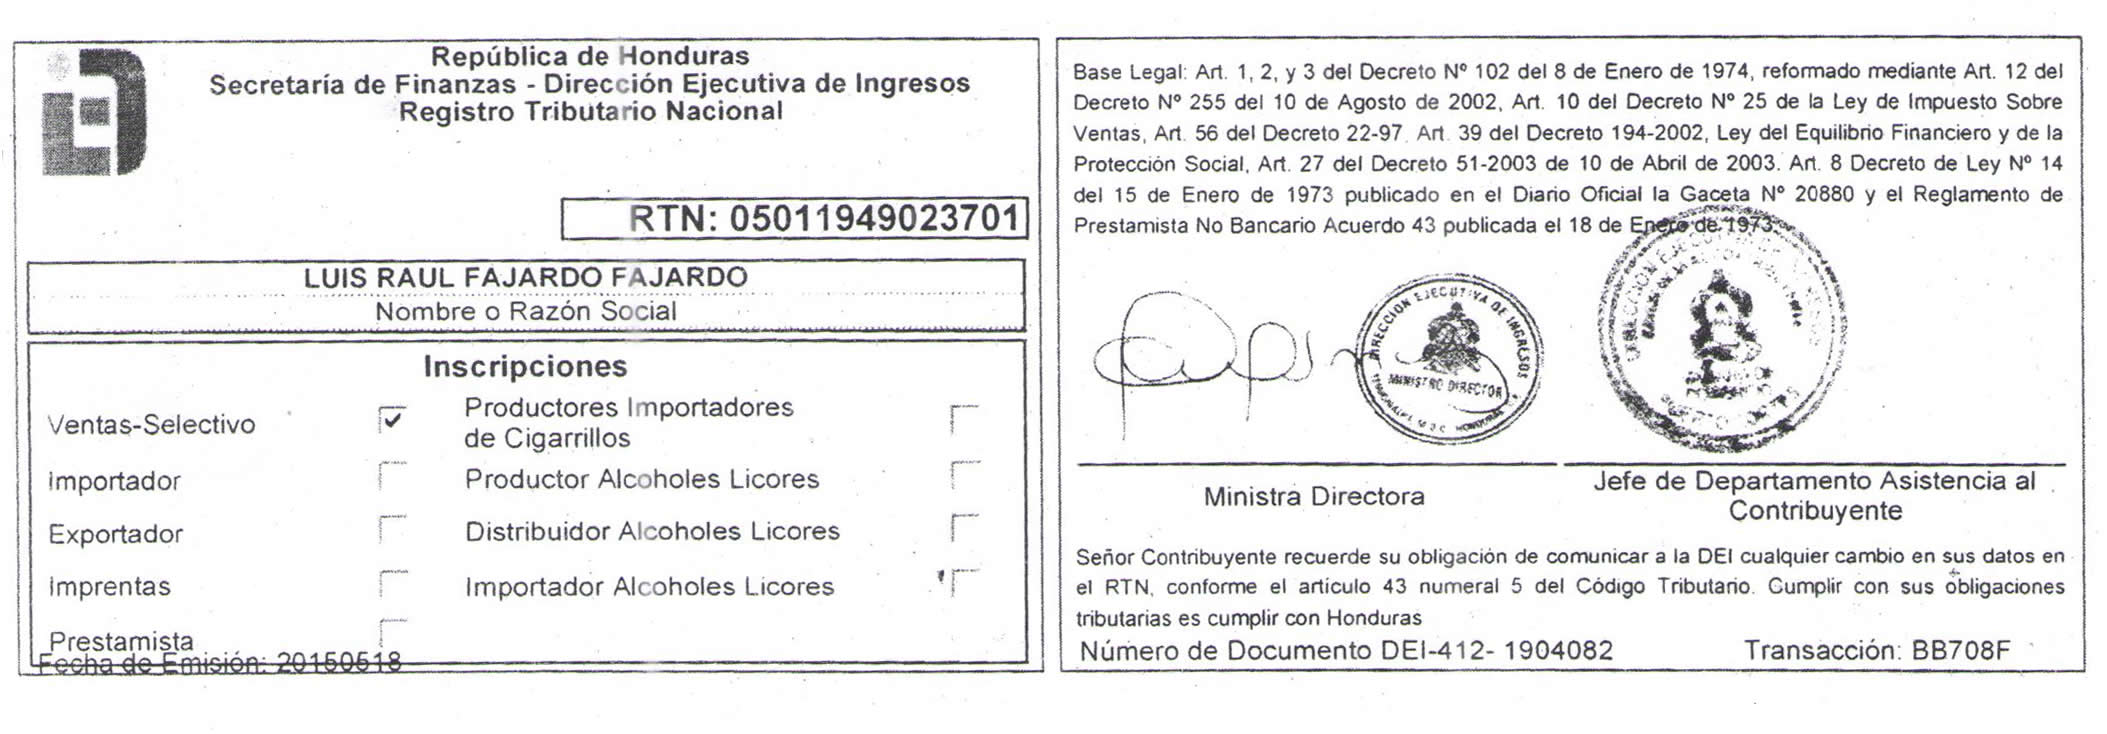 República de Honduras
Secretaría de Finanzas - Dirección Ejecutiva de Ingresos
Registro Tributario Nacional
RTN: 05011949023701
LUIS RAUL FAJARDO FAJARDO
Nombre o Razón Social
Inscripciones
Ventas-Selectivo
Productores Importadores
de Cigarrillos
Importador
Productor Alcoholes Licores
Exportador
Distribuidor Alcoholes Licores
Imprentas
Importador Alcoholes Licores
Prestamista
Fecha de Emisión: 20150518
Base Legal: Art. 1, 2, y 3 del Decreto Nº 102 del 8 de Enero de 1974, reformado mediante Art. 12 del
Decreto Nº 255 del 10 de Agosto de 2002, Art. 10 del Decreto Nº 25 de la Ley de Impuesto Sobre
Ventas, Art. 56 del Decreto 22-97. Art. 39 del Decreto 194-2002, Ley del Equilibrio Financiero y de la
Protección Social, Art. 27 del Decreto 51-2003 de 10 de Abril de 2003. Art. 8 Decreto de Ley Nº 14
del 15 de Enero de 1973 publicado en el Diario Oficial la Gaceta Nº 20880 y el Reglamento de
Prestamista No Bancario Acuerdo 43 publicada el 18 de Enero de 1973.
DIRECCION EJECUTIVA DE INGRESOS
MINISTRO DIRECTOR
Ministra Directora
Jefe de Departamento Asistencia al
Contribuyente
Señor Contribuyente recuerde su obligación de comunicar a la DEI cualquier cambio en sus datos en
el RTN, conforme el articulo 43 numeral 5 del Código Tributario. Cumplir con sus obligaciones
tributarias es cumplir con Honduras
Número de Documento DEI-412- 1904082
Transacción: BB708F